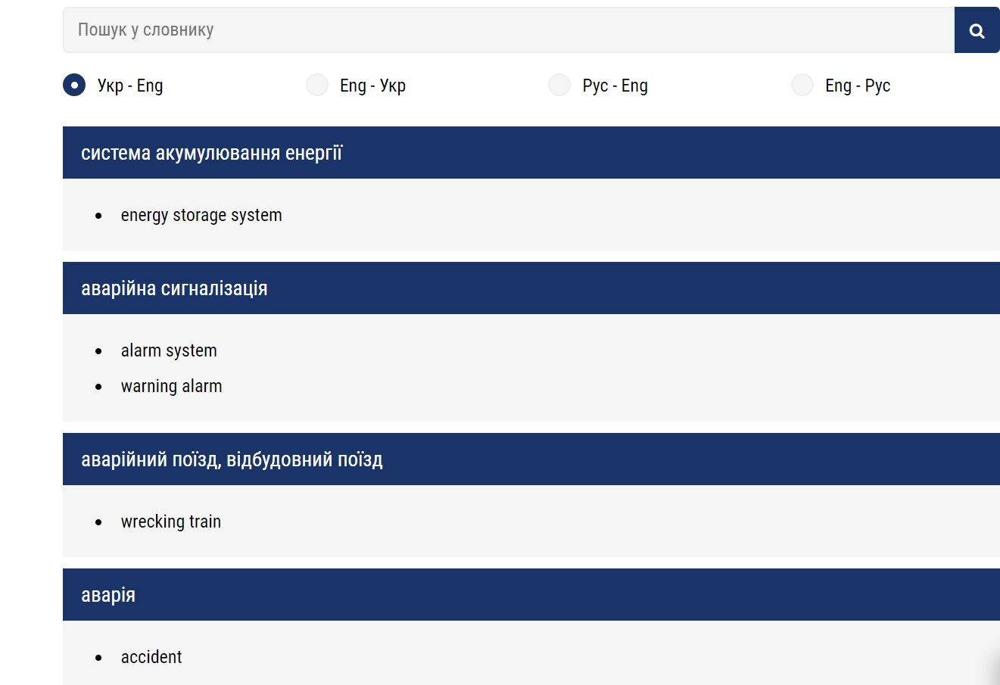 Пошук у словнику
Укр - Eng
Eng - Укр
Рус - Eng
Eng - Рус
система акумулювання енергії
energy storage system
аварійна сигналізація
alarm system
warning alarm
аварійний поїзд, відбудовний поїзд
wrecking train
аварія
accident